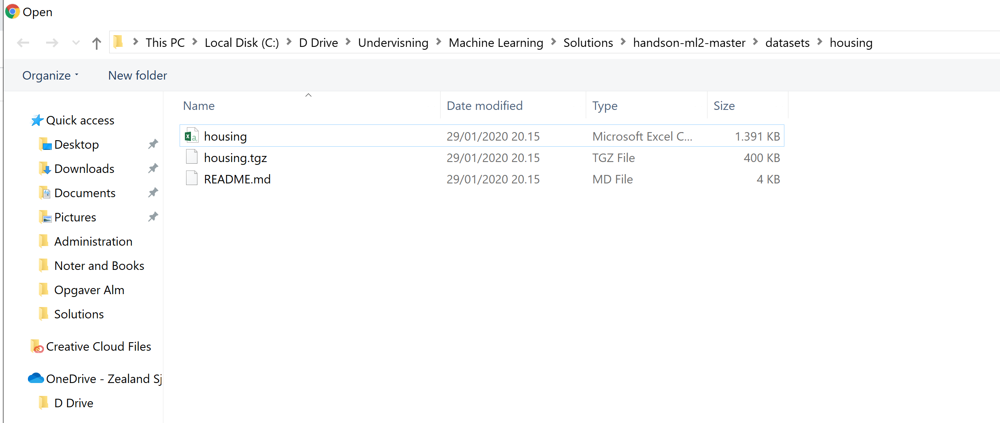 Open
This PC Local Disk (C:) D Drive Undervisning Machine Learning Solutions handson-ml2-master datasets housing
Organize New folder
Name Date modified Type Size
Quick access
Desktop
Downloads
Documents
Pictures
Administration
Noter and Books
Opgaver Alm
Solutions
Creative Cloud Files
OneDrive - Zealand Sj
D Drive
housing 29/01/2020 20.15 Microsoft Excel C... 1.391 KB
housing.tgz 29/01/2020 20.15 TGZ File 400 KB
README.md 29/01/2020 20.15 MD File 4 KB